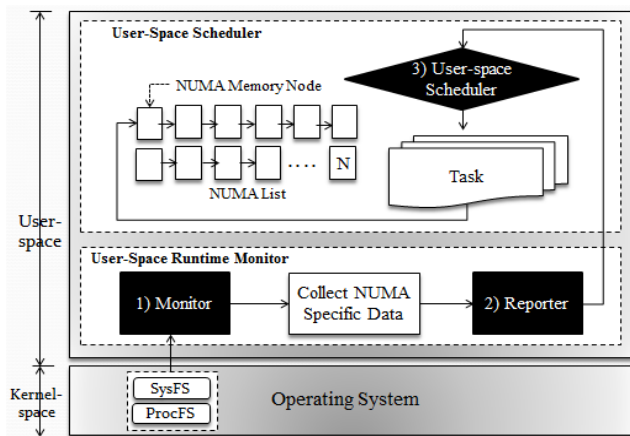 User-Space Scheduler
3) User-space
Scheduler
NUMA Memory Node
N
NUMA List
Task
User-
space
User-Space Runtime Monitor
1) Monitor
Collect NUMA
Specific Data
2) Reporter
Kernel-
space
SysFS
ProcFS
Operating System